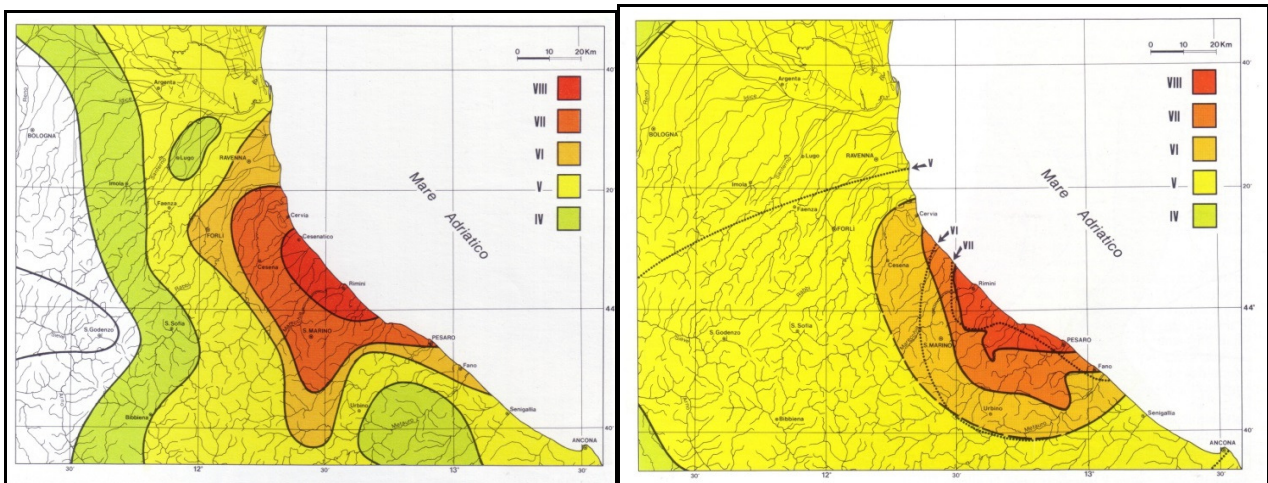 0 10 20 Km
40'
VIII
VII
VI
V
IV
Argenta
BOLOGNA
Lugo
RAVENNA
Imola
20'
Faenza
Cervia
FORLÌ
Cesenatico
Cesena
Mare Adriatico
Rimini
44°
S. Godenzo
S. Sofia
S. MARINO
PESARO
Fano
Urbino
Bibbiena
Metauro
Senigallia
40'
ANCONA
30'
12°
30'
13°
30'
0 10 20 Km
40'
VIII
VII
VI
V
IV
Argenta
BOLOGNA
Lugo
RAVENNA
V
Imola
20'
Faenza
Cervia
FORLÌ
VI
VII
Cesena
Mare Adriatico
Rimini
44°
S. Godenzo
S. Sofia
S. MARINO
PESARO
Fano
Urbino
Bibbiena
Metauro
Senigallia
40'
ANCONA
30'
12°
30'
13°
30'